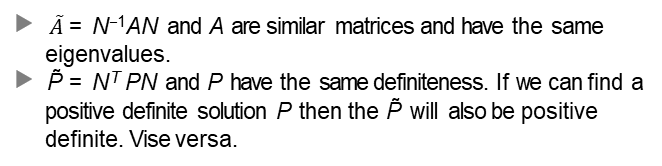 ▶ Ã = N⁻¹AN and A are similar matrices and have the same
eigenvalues.
▶ P̃ = Nᵀ PN and P have the same definiteness. If we can find a
positive definite solution P then the P̃ will also be positive
definite. Vise versa.